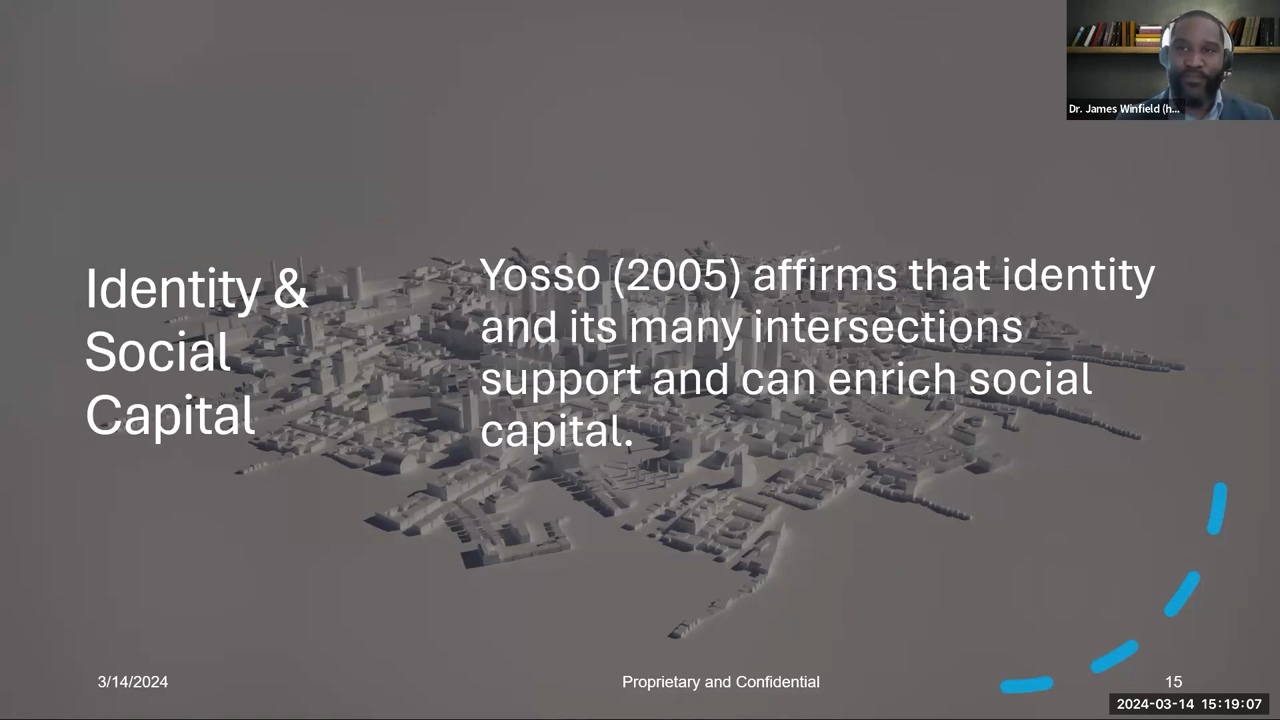 Dr. James Winfield (h...
Identity &
Social
Capital
Yosso (2005) affirms that identity
and its many intersections
support and can enrich social
capital.
3/14/2024
Proprietary and Confidential
15
2024-03-14 15:19:07